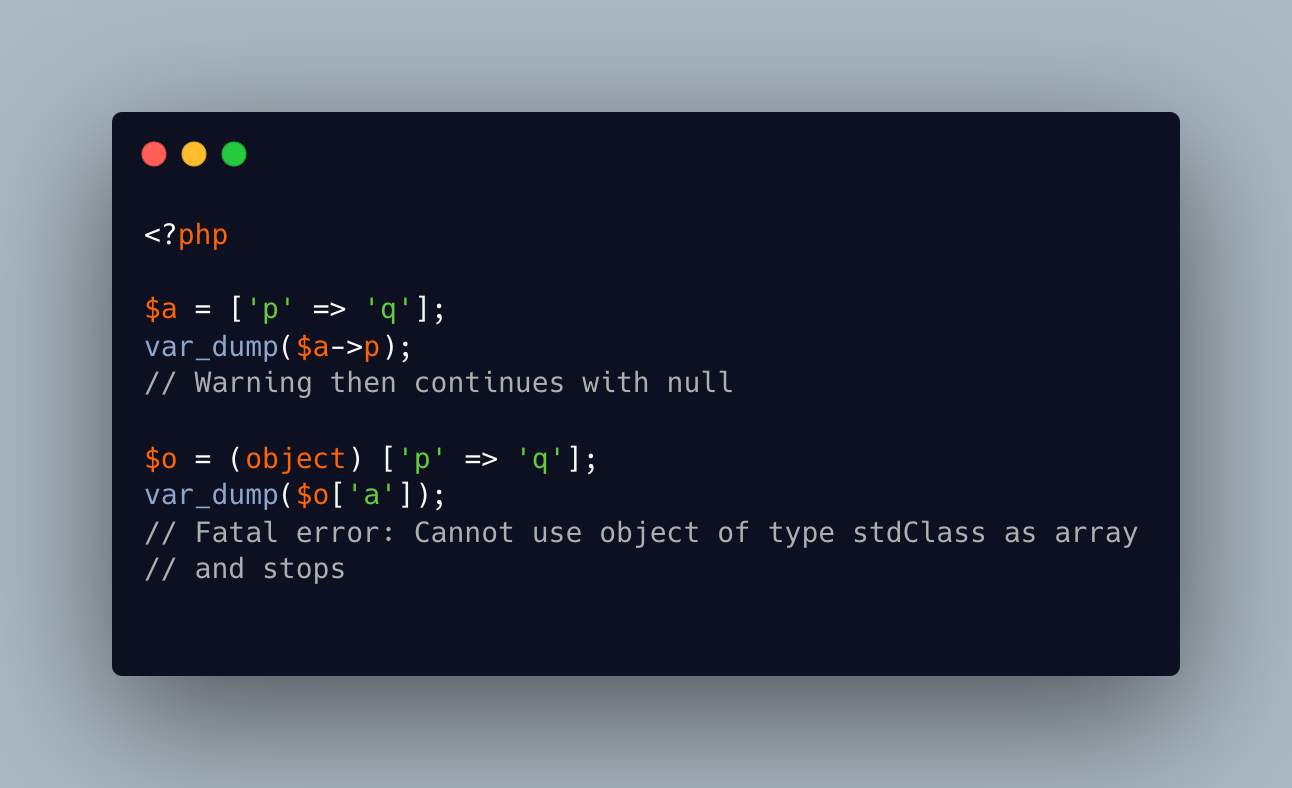 <?php
$a = ['p' => 'q'];
var_dump($a->p);
// Warning then continues with null
$o = (object) ['p' => 'q'];
var_dump($o['a']);
// Fatal error: Cannot use object of type stdClass as array
// and stops